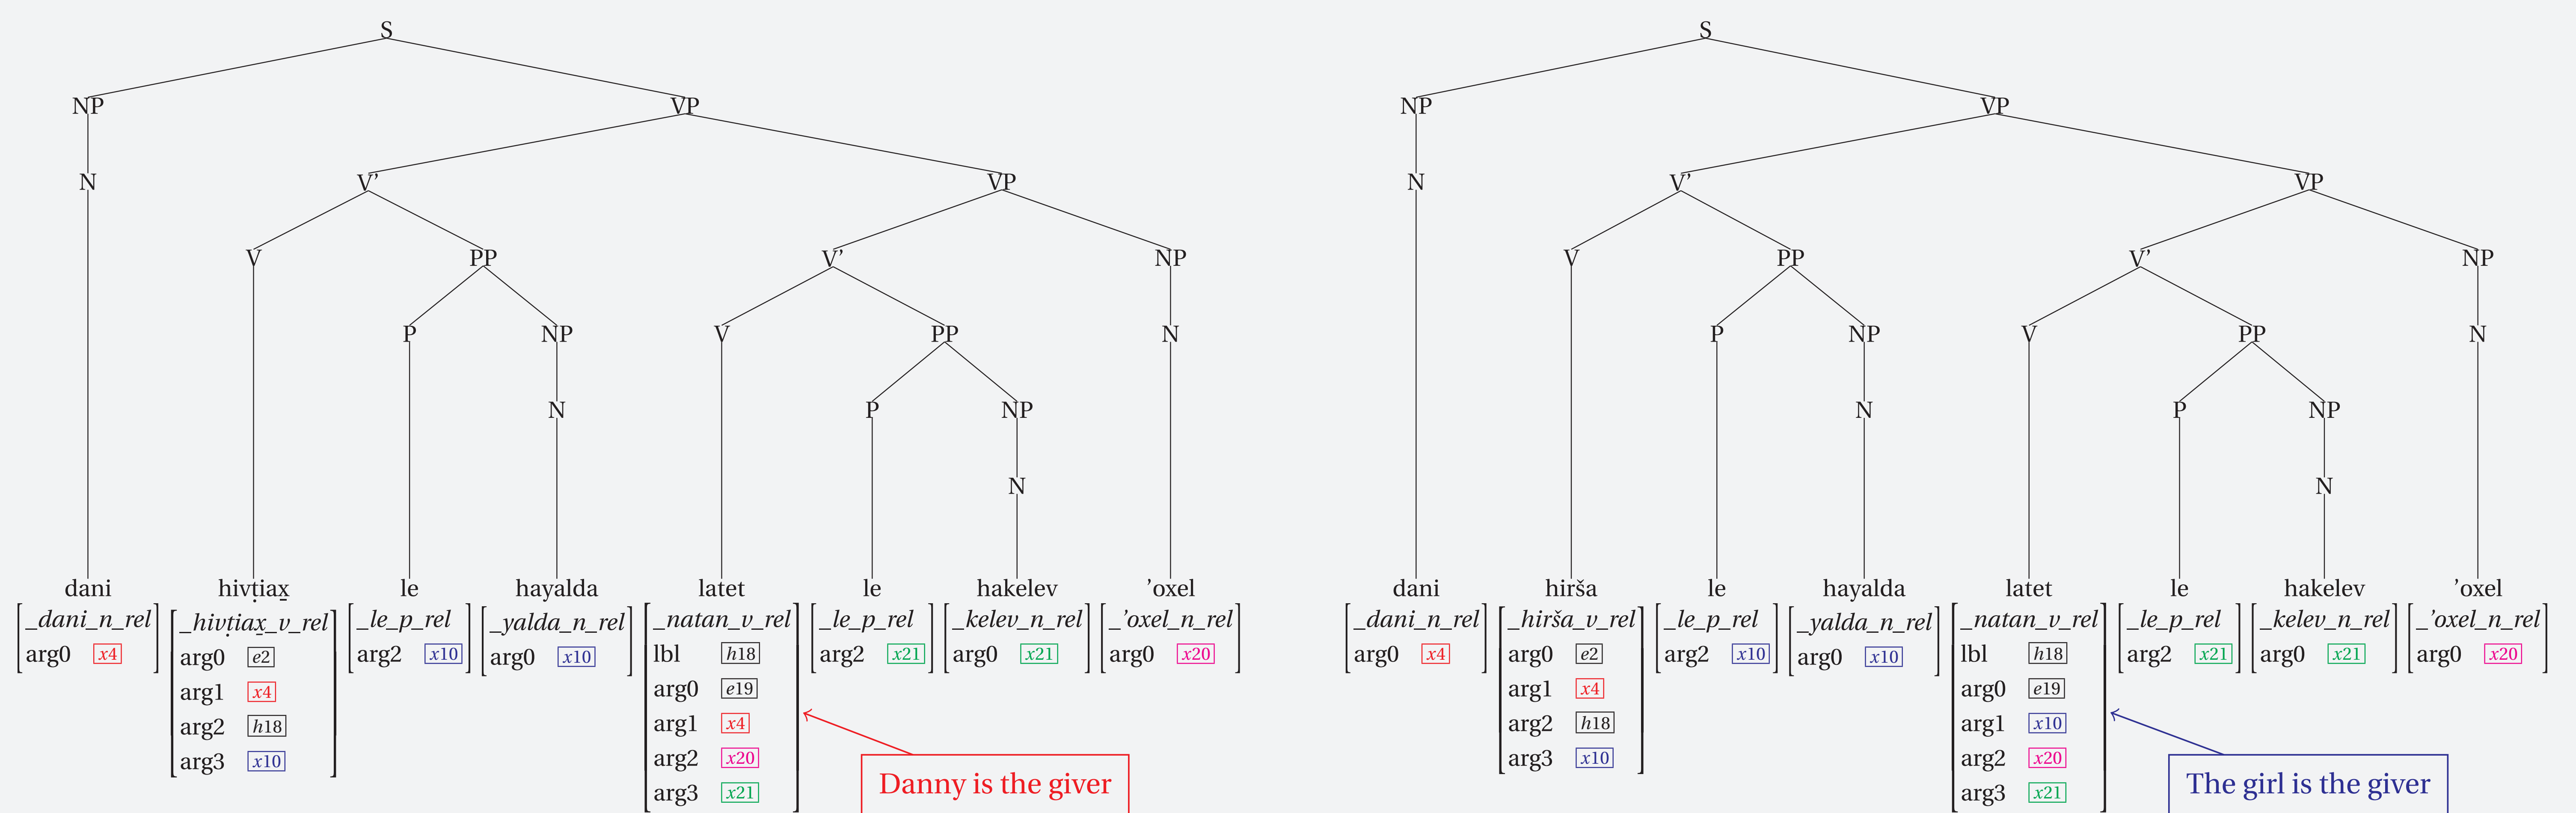 S S
NP VP NP VP
N V’ VP N V’ VP
V PP V’ NP V PP V’ NP
P NP V PP N P NP V PP N
N P NP N P NP
N N
dani hivṭiax̱ le hayalda latet le hakelev ’oxel dani hirša le hayalda latet le hakelev ’oxel
_dani_n_rel _hivṭiax̱_v_rel _le_p_rel _yalda_n_rel _natan_v_rel _le_p_rel _kelev_n_rel _’oxel_n_rel _dani_n_rel _hirša_v_rel _le_p_rel _yalda_n_rel _natan_v_rel _le_p_rel _kelev_n_rel _’oxel_n_rel
arg0 x4 arg0 e2 arg2 x10 arg0 x10 lbl h18 arg2 x21 arg0 x21 arg0 x20 arg0 x4 arg0 e2 arg2 x10 arg0 x10 lbl h18 arg2 x21 arg0 x21 arg0 x20
arg1 x4 arg0 e19 arg1 x4 arg0 e19
arg2 h18 arg1 x4 arg2 h18 arg1 x10
arg3 x10 arg2 x20 arg3 x10 arg2 x20
arg3 x21 Danny is the giver arg3 x21 The girl is the giver